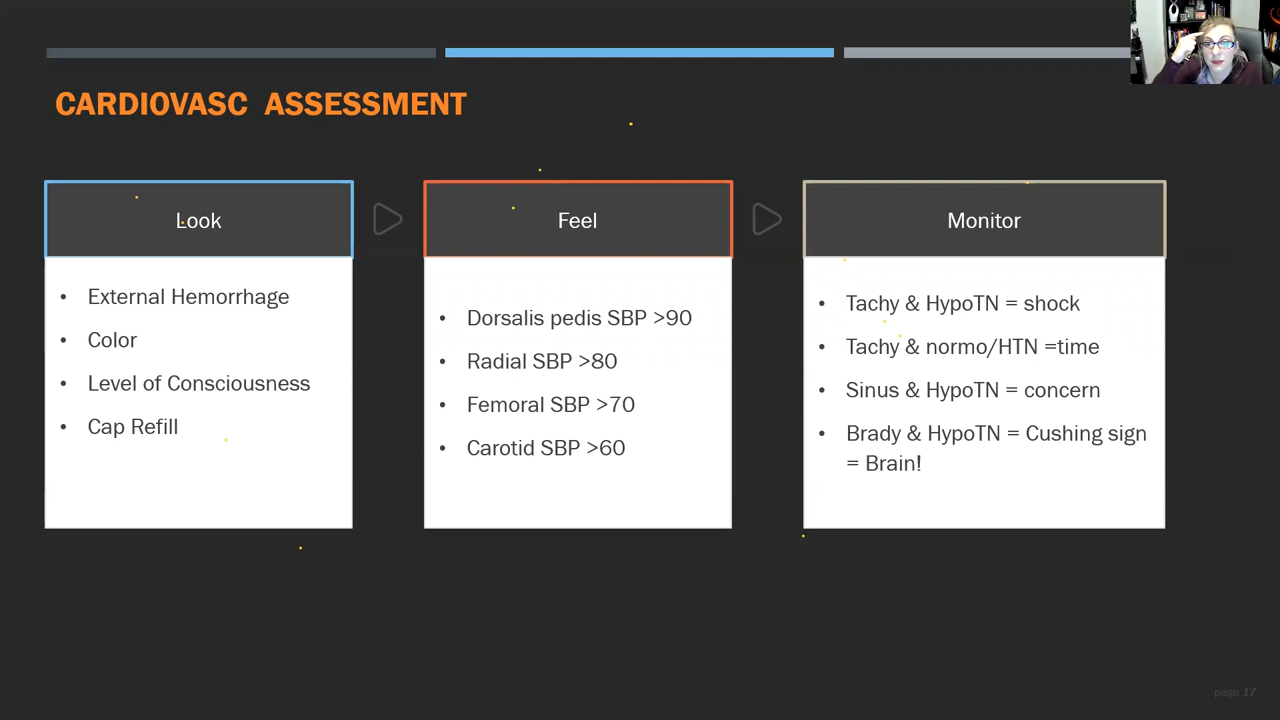 CARDIOVASC ASSESSMENT
Look
External Hemorrhage
Color
Level of Consciousness
Cap Refill
Feel
Dorsalis pedis SBP >90
Radial SBP >80
Femoral SBP >70
Carotid SBP >60
Monitor
Tachy & HypoTN = shock
Tachy & normo/HTN =time
Sinus & HypoTN = concern
Brady & HypoTN = Cushing sign
= Brain!
page 17